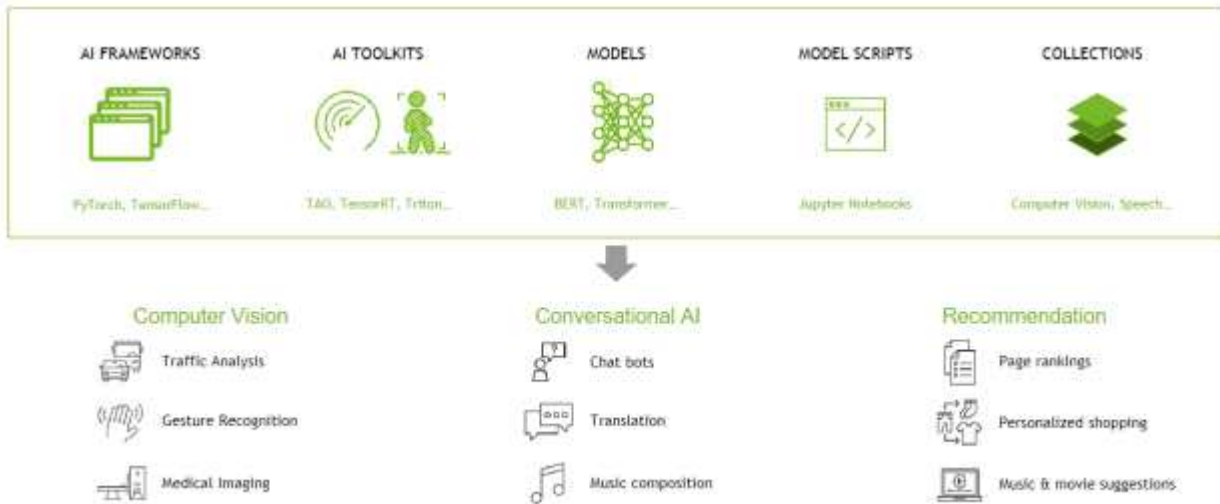 AI FRAMEWORKS
AI TOOLKITS
MODELS
MODEL SCRIPTS
COLLECTIONS
PyTorch, TensorFlow...
TAO, TensorRT, Triton...
BERT, Transformer...
Jupyter Notebooks
Computer Vision, Speech...
Computer Vision
Traffic Analysis
Gesture Recognition
Medical Imaging
Conversational AI
Chat bots
Translation
Music composition
Recommendation
Page rankings
Personalized shopping
Music & movie suggestions